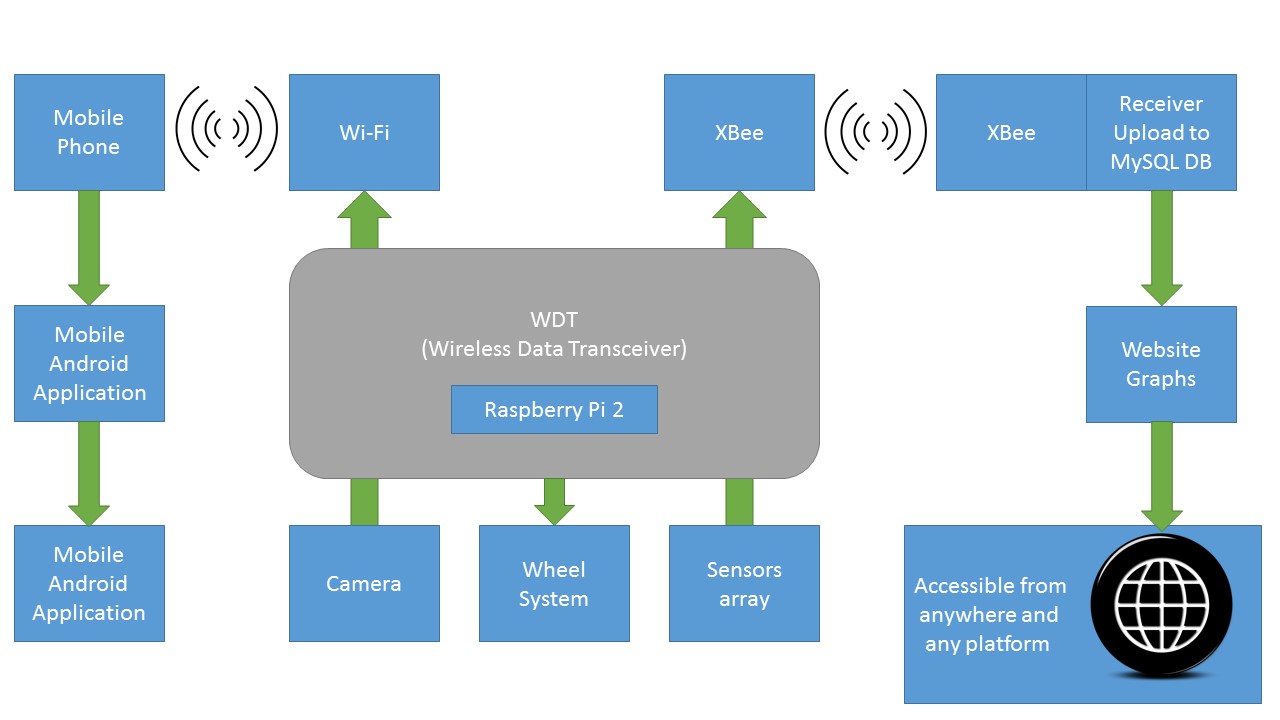 Mobile
Phone
Wi-Fi
XBee
XBee
Receiver
Upload to
MySQL DB
WDT
(Wireless Data Transceiver)
Raspberry Pi 2
Mobile
Android
Application
Website
Graphs
Mobile
Android
Application
Camera
Wheel
System
Sensors
array
Accessible from
anywhere and
any platform